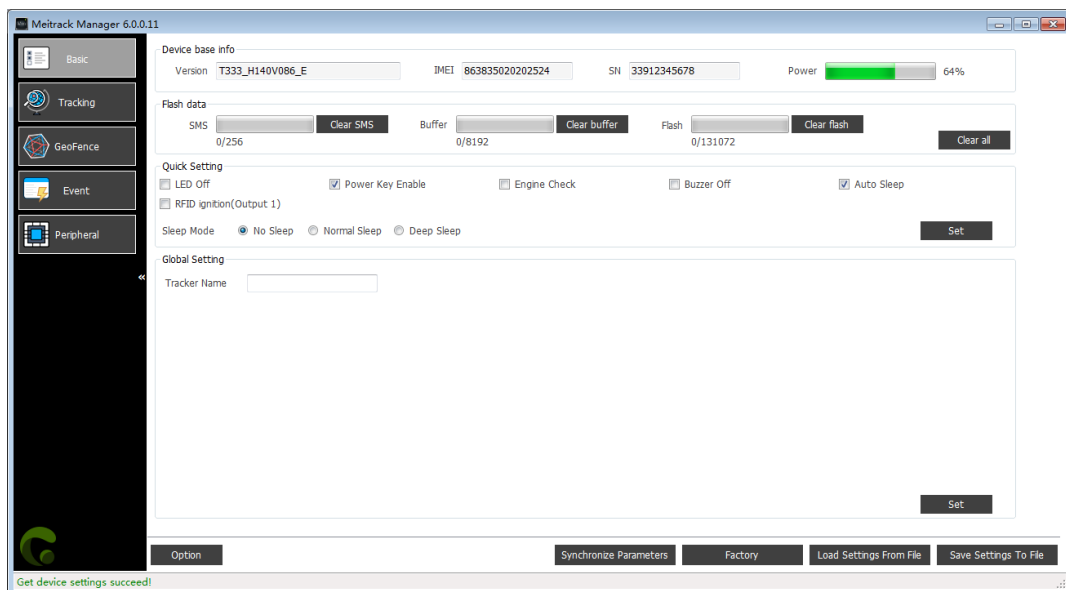 Meitrack Manager 6.0.0.11
Basic
Tracking
GeoFence
Event
Peripheral
«
Device base info
Version T333_H140V086_E IMEI 863835020202524 SN 33912345678 Power 64%
Flash data
SMS Clear SMS Buffer Clear buffer Flash Clear flash
0/256 0/8192 0/131072 Clear all
Quick Setting
LED Off Power Key Enable Engine Check Buzzer Off Auto Sleep
RFID ignition(Output 1)
Sleep Mode No Sleep Normal Sleep Deep Sleep Set
Global Setting
Tracker Name
Set
Option Synchronize Parameters Factory Load Settings From File Save Settings To File
Get device settings succeed!